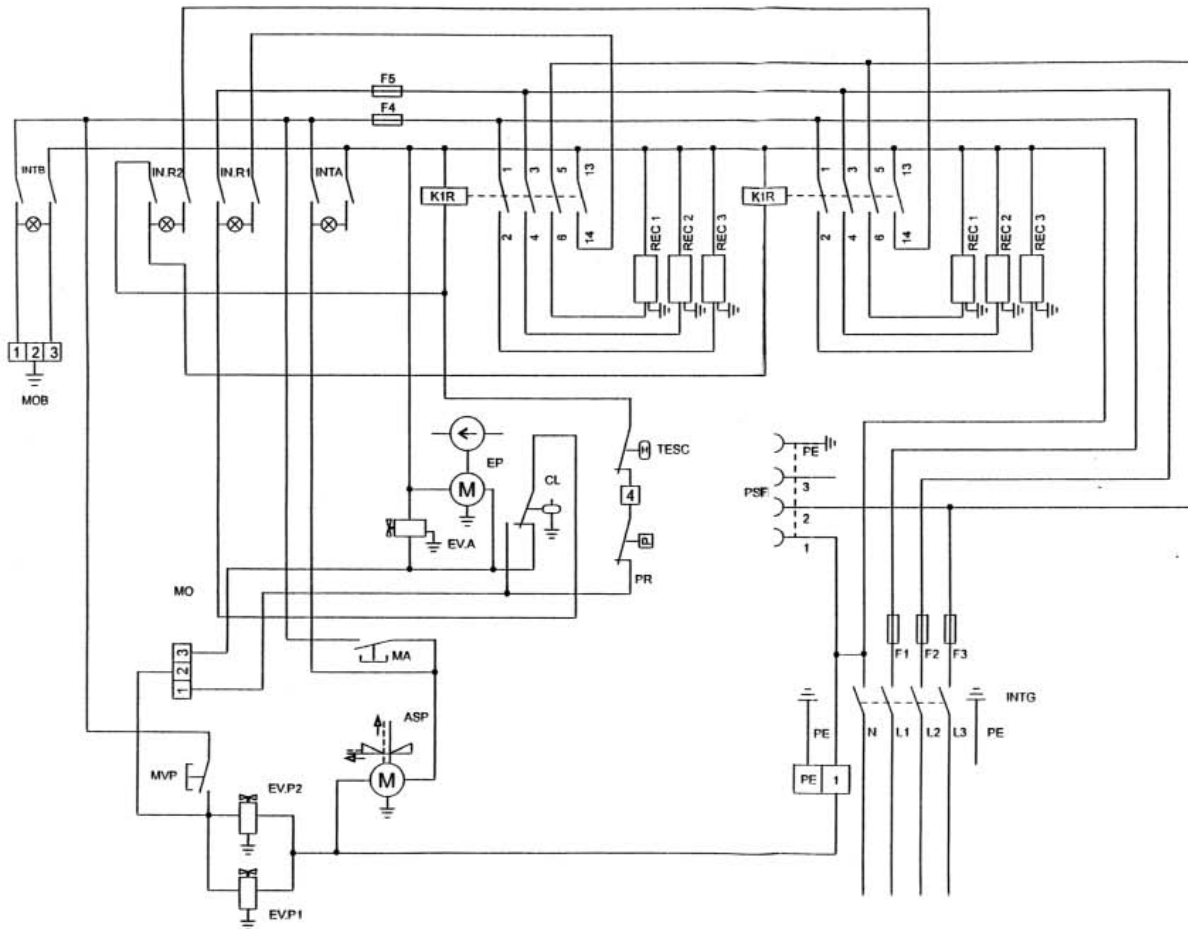 F5
F4
INTB
IN.R2
IN.R1
INTA
1
3
5
13
K1R
2
4
6
14
REC 1
REC 2
REC 3
1
3
5
13
K1R
2
4
6
14
REC 1
REC 2
REC 3
1 2 3
MOB
EP
M
CL
H
TESC
4
P
PR
EV.A
PE
3
PSF
2
1
MO
3
2
1
MA
ASP
M
MVP
EV.P2
EV.P1
F1
F2
F3
INTG
PE
N
L1
L2
L3
PE
PE 1